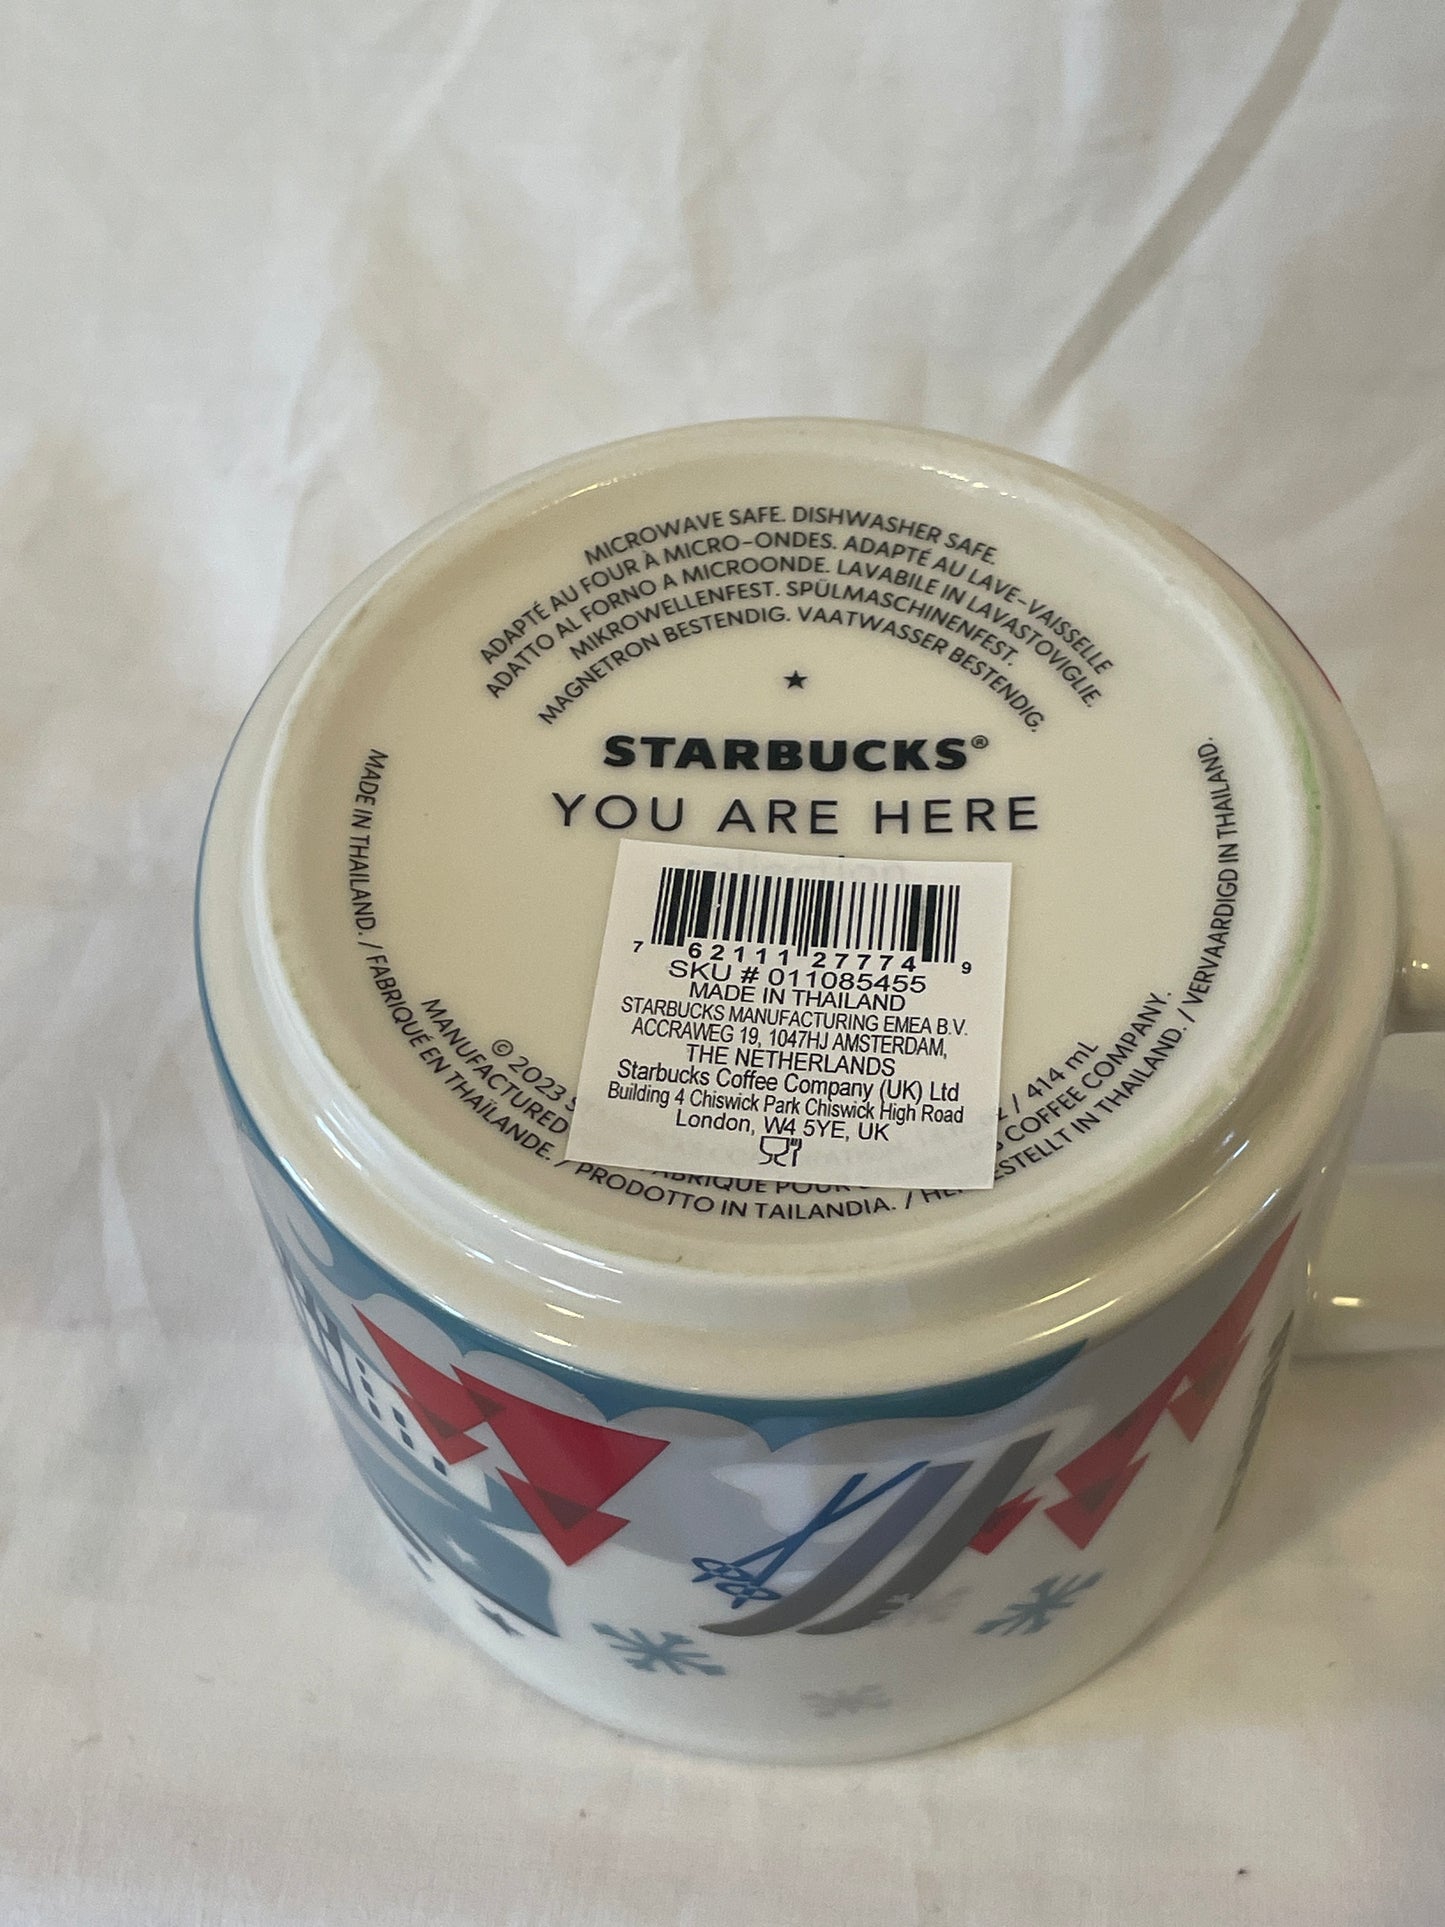 MICROWAVE SAFE. DISHWASHER SAFE.
ADAPTÉ AU FOUR À MICRO-ONDES. ADAPTÉ AU LAVE-VAISSELLE
ADATTO AL FORNO A MICROONDE. LAVABILE IN LAVASTOVIGLIE.
MIKROWELLENFEST. SPÜLMASCHINENFEST.
MAGNETRON BESTENDIG. VAATWASSER BESTENDIG.
STARBUCKS®
YOU ARE HERE
7 62111 27774 9
SKU # 011085455
MADE IN THAILAND
STARBUCKS MANUFACTURING EMEA B.V.
ACCRAWEG 19, 1047HJ AMSTERDAM,
THE NETHERLANDS
Starbucks Coffee Company (UK) Ltd
Building 4 Chiswick Park Chiswick High Road
London, W4 5YE, UK
© 2023 / 414 mL
MANUFACTURED POUR COFFEE COMPANY.
MADE IN THAILAND. / FABRIQUÉ EN THAÏLANDE. / PRODOTTO IN TAILANDIA. / IN THAILAND. / VERVAARDIGD IN THAILAND.